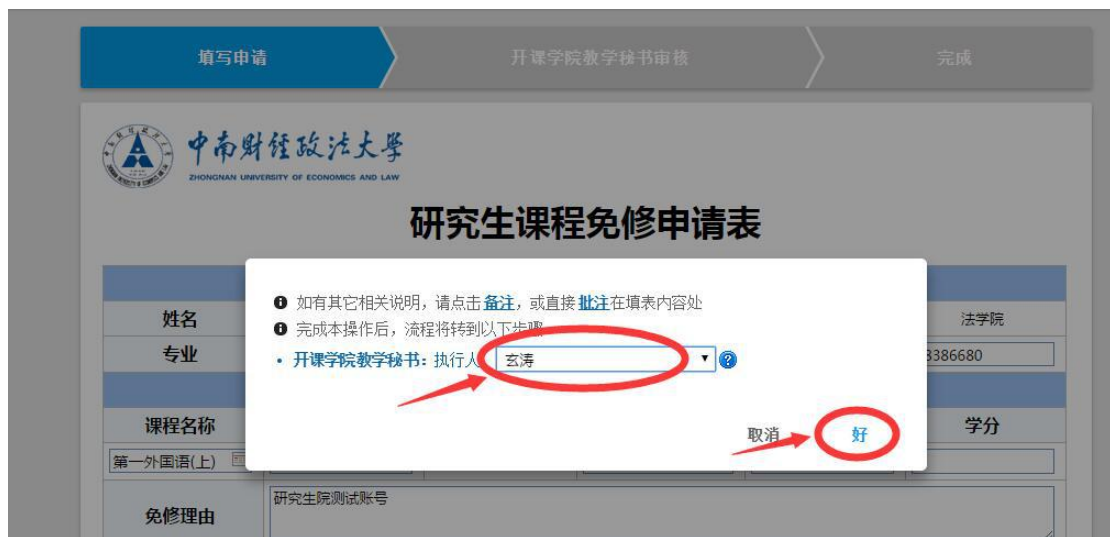 填写申请 开课学院教学秘书审核 完成
中南财经政法大学
ZHONGNAN UNIVERSITY OF ECONOMICS AND LAW
研究生课程免修申请表
如有其它相关说明，请点击备注，或直接批注在填表内容处
姓名 法学院
完成本操作后，流程将转到以下步骤
专业 3386680
开课学院教学秘书：执行人 玄涛
课程名称 学分
取消 好
第一外国语(上)
免修理由 研究生院测试账号